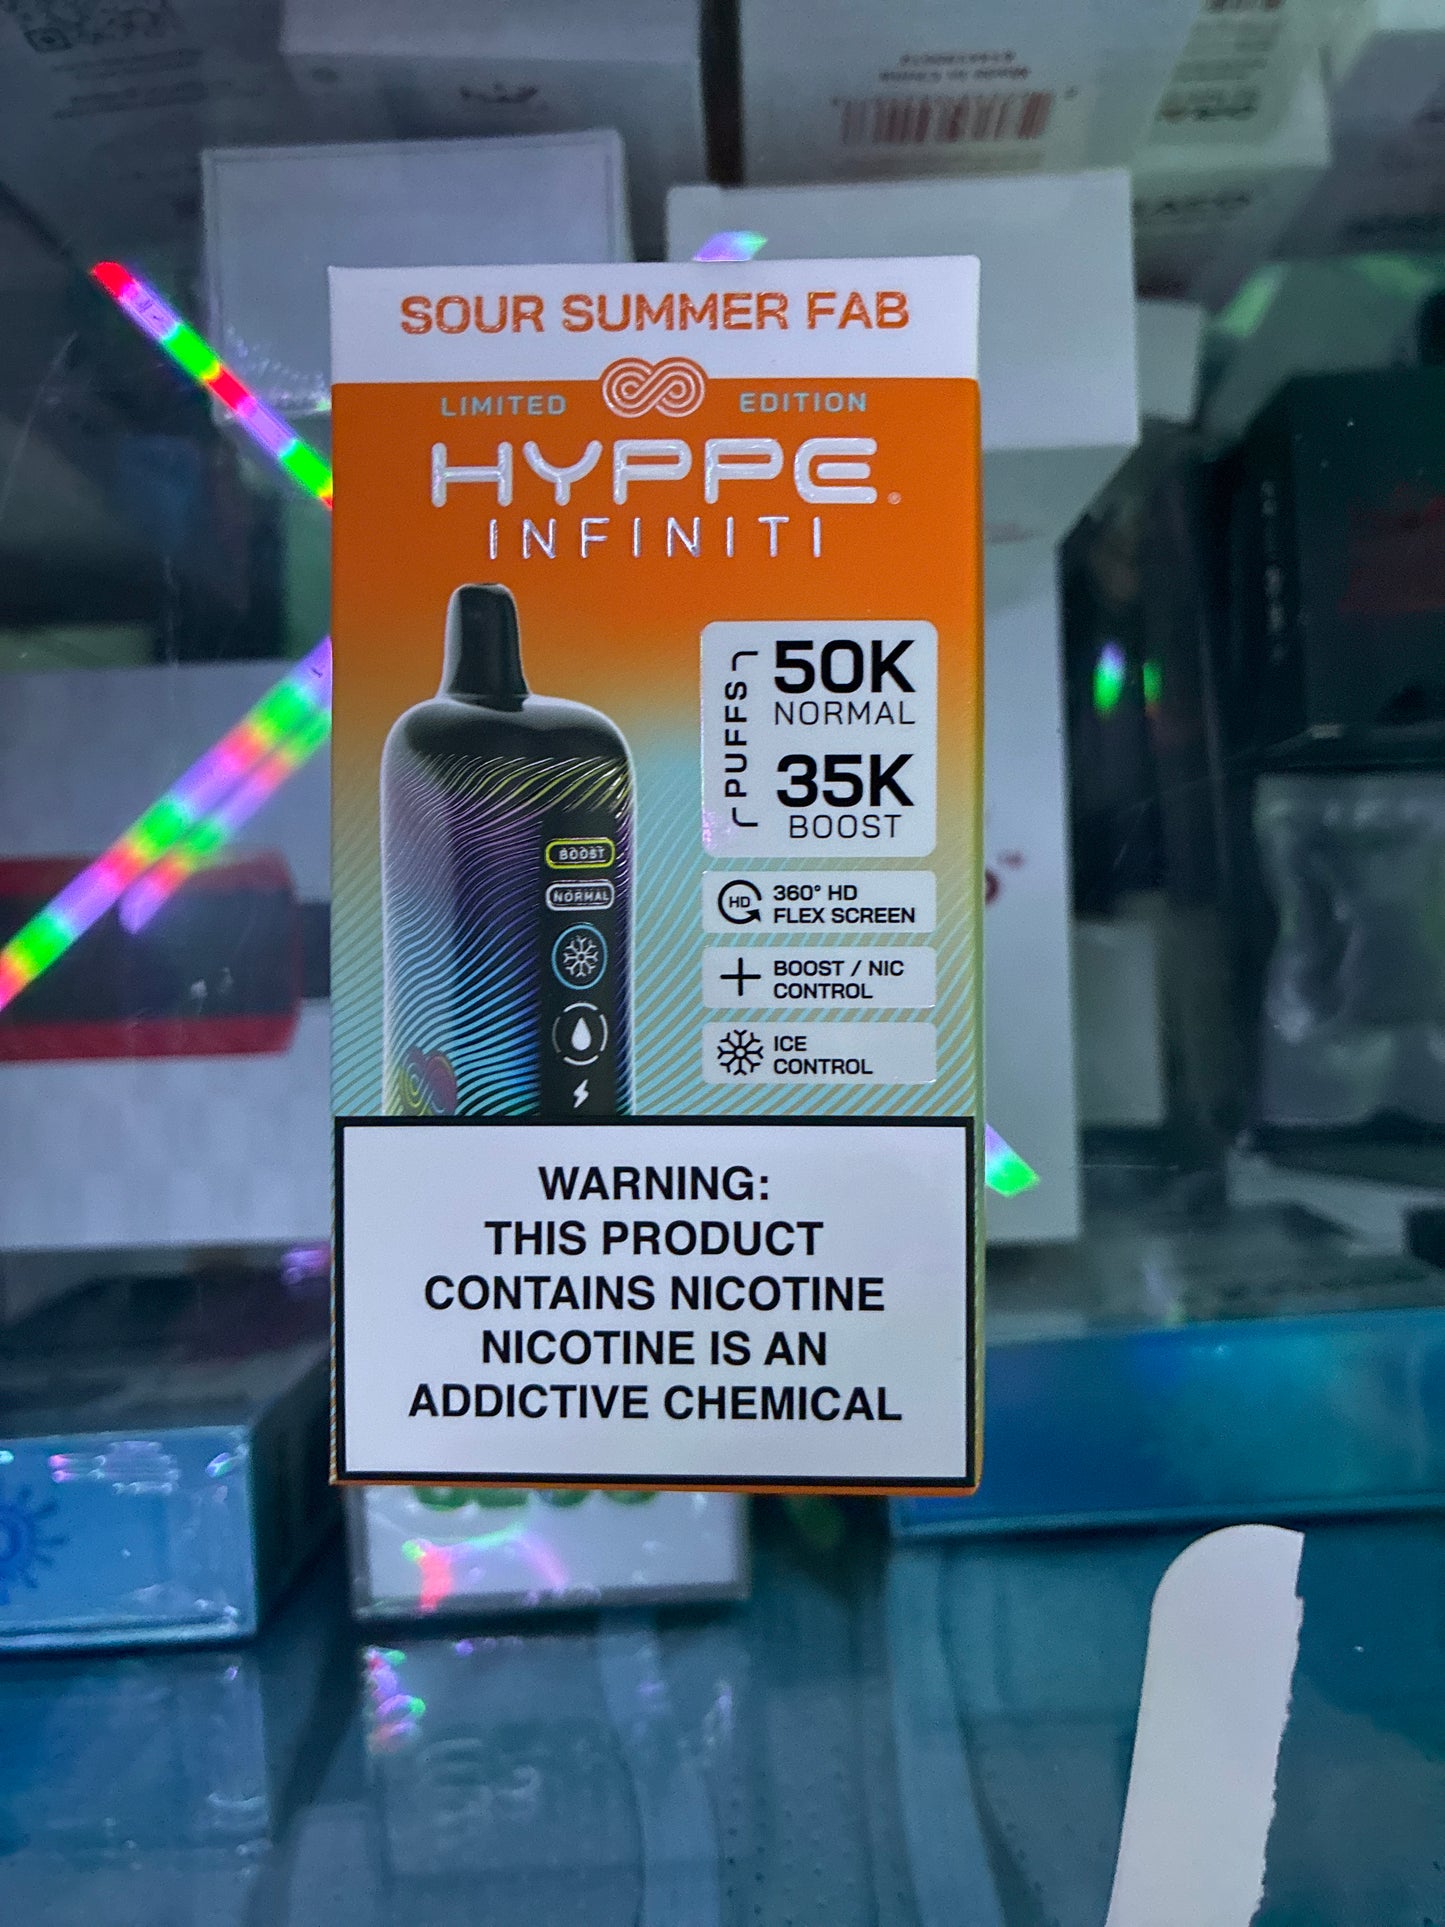 SOUR SUMMER FAB
LIMITED EDITION
HYPPE
INFINITI
PUFFS
50K
NORMAL
35K
BOOST
HD
360° HD
FLEX SCREEN
BOOST / NIC
CONTROL
ICE
CONTROL
BOOST
NORMAL
WARNING:
THIS PRODUCT
CONTAINS NICOTINE
NICOTINE IS AN
ADDICTIVE CHEMICAL